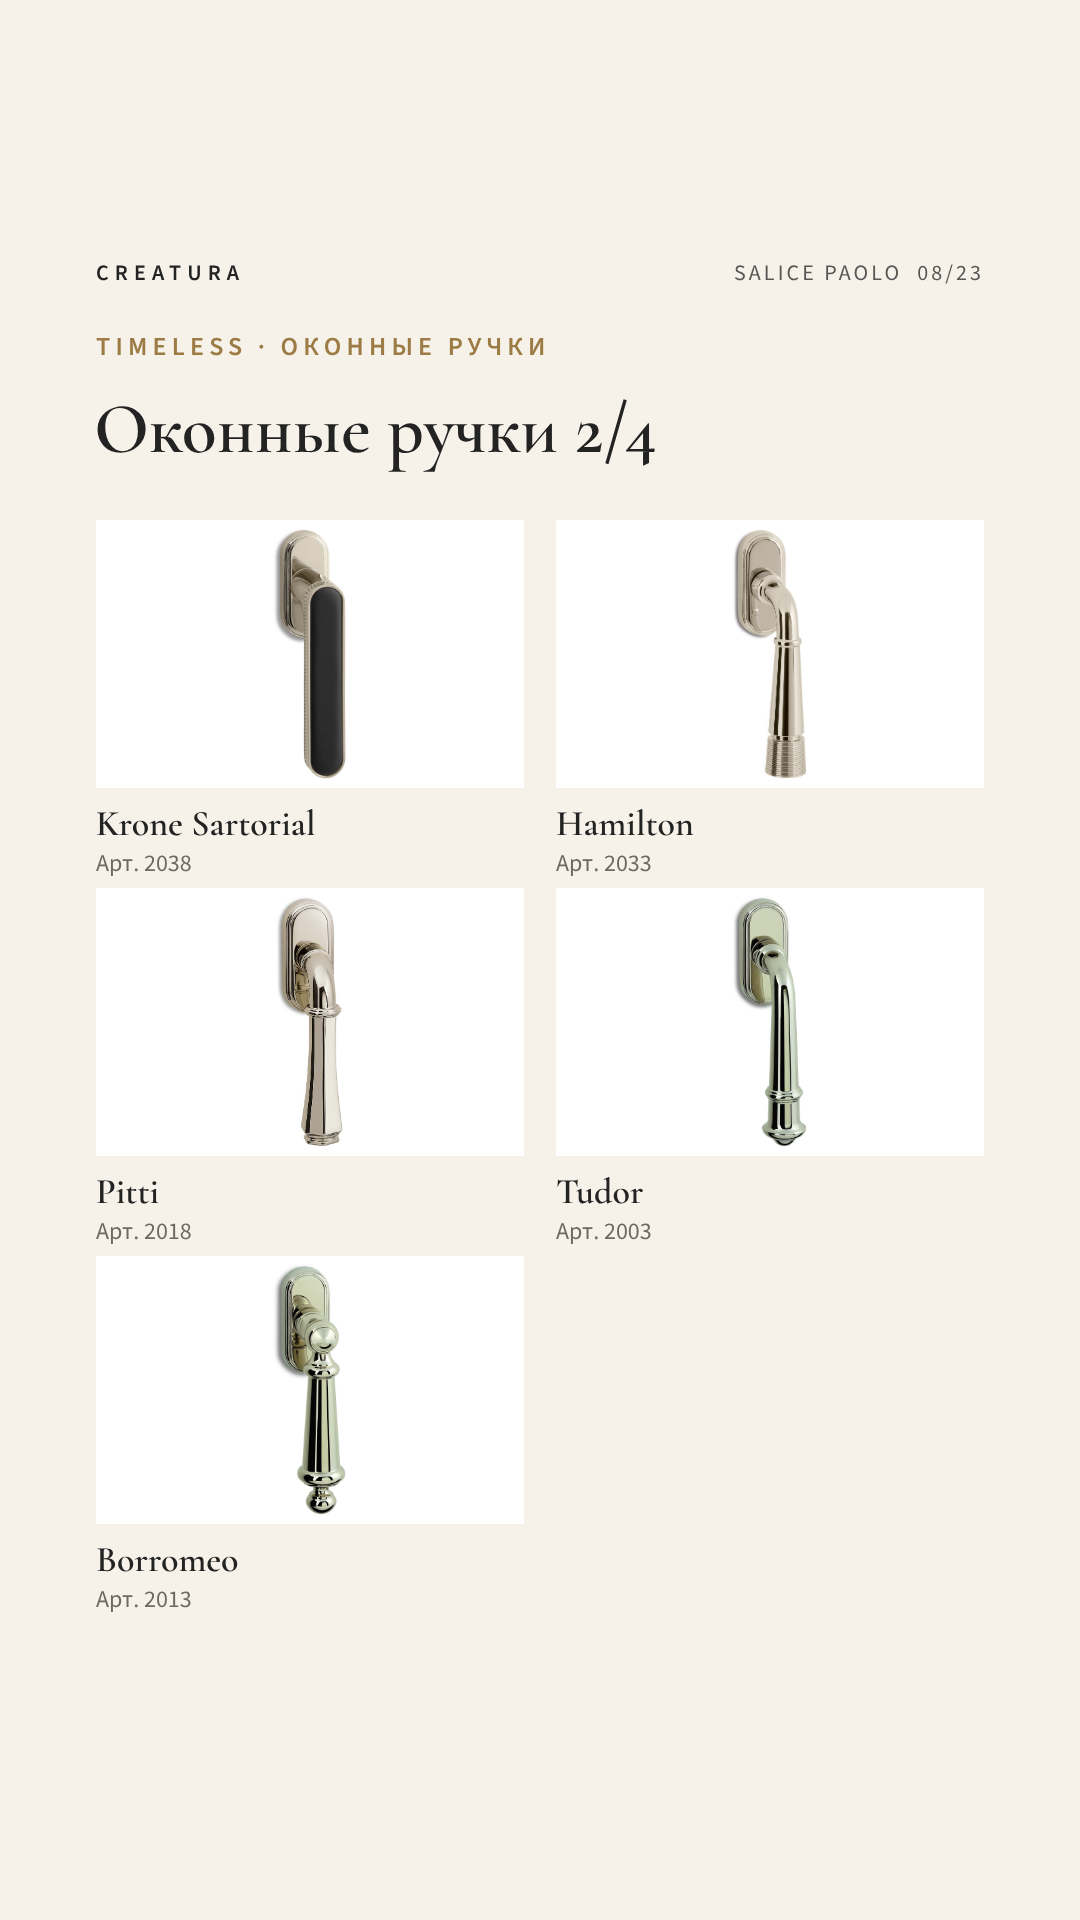 CREATURA
SALICE PAOLO 08/23
TIMELESS · ОКОННЫЕ РУЧКИ
Оконные ручки 2/4
Krone Sartorial
Арт. 2038
Hamilton
Арт. 2033
Pitti
Арт. 2018
Tudor
Арт. 2003
Borromeo
Арт. 2013